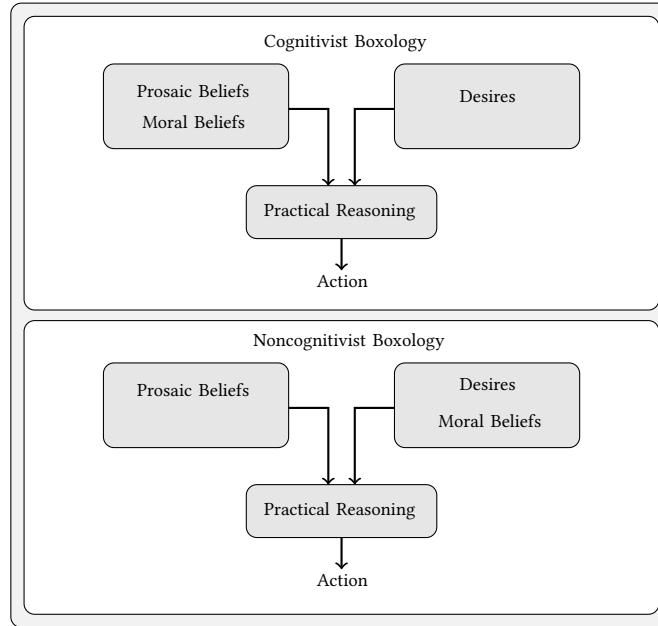 Cognitivist Boxology
Prosaic Beliefs
Moral Beliefs
Desires
Practical Reasoning
Action
Noncognitivist Boxology
Prosaic Beliefs
Desires
Moral Beliefs
Practical Reasoning
Action